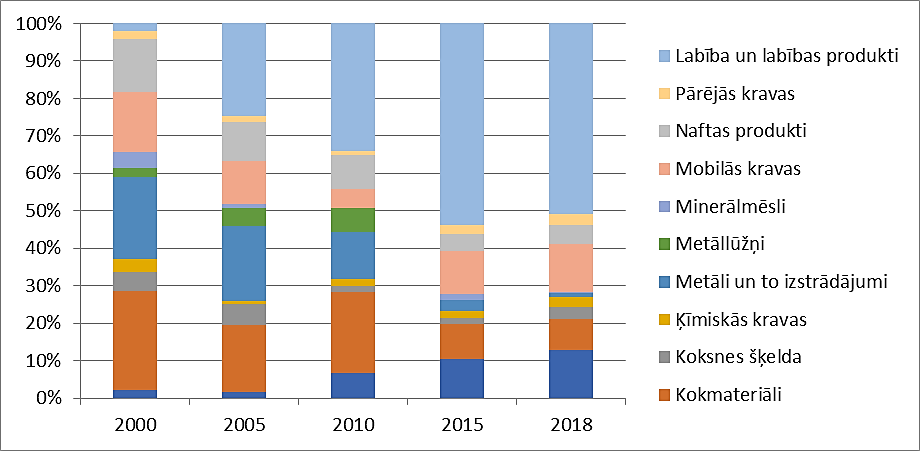 100%
90%
80%
70%
60%
50%
40%
30%
20%
10%
0%
2000 2005 2010 2015 2018
Labība un labības produkti
Pārējās kravas
Naftas produkti
Mobilās kravas
Minerālmēsli
Metāllūžņi
Metāli un to izstrādājumi
Ķīmiskās kravas
Koksnes šķelda
Kokmateriāli